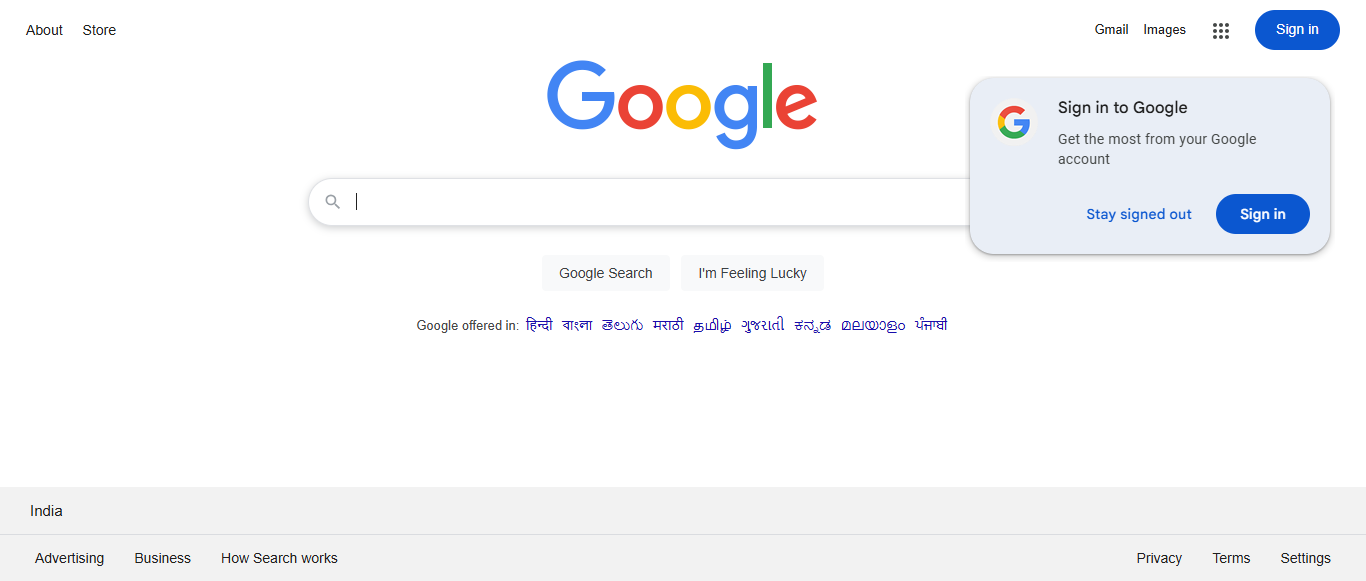 About Store
Gmail Images Sign in
Google
Sign in to Google
Get the most from your Google
account
Stay signed out Sign in
Google Search I'm Feeling Lucky
Google offered in: हिन्दी বাংলা తెలుగు मराठी தமிழ் ગુજરાતી ಕನ್ನಡ മലയാളം ਪੰਜਾਬੀ
India
Advertising Business How Search works
Privacy Terms Settings